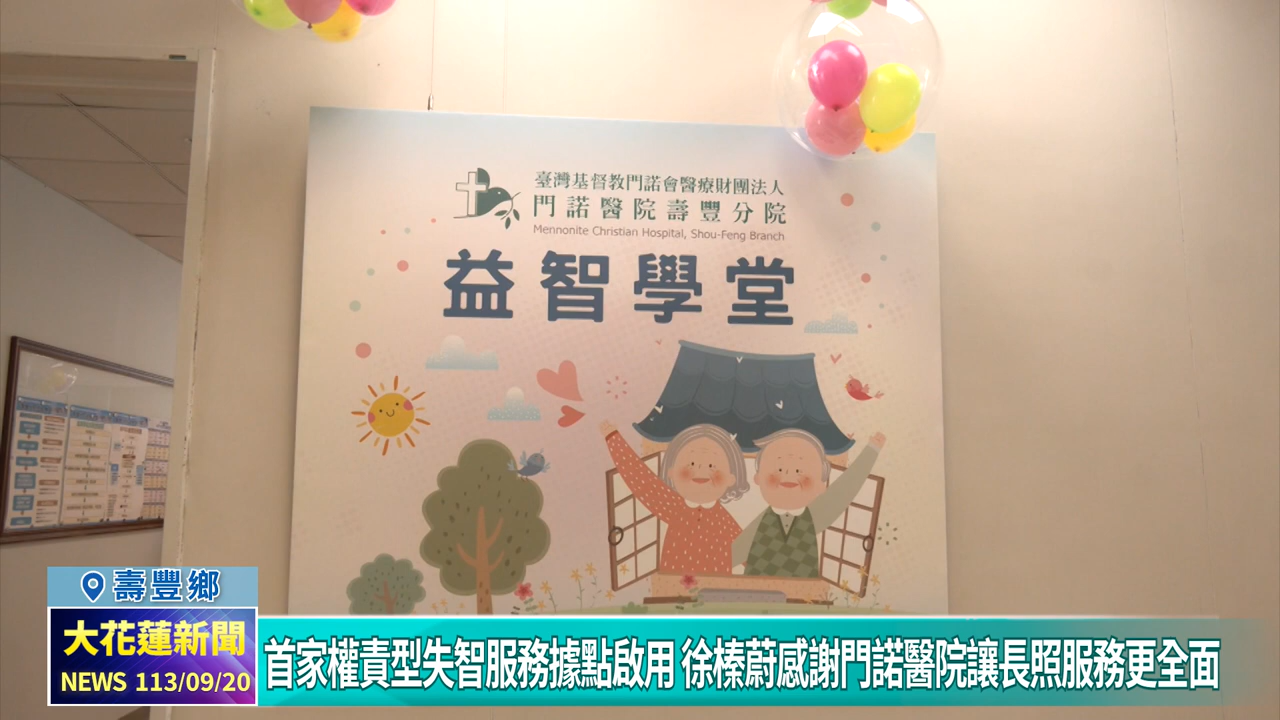 臺灣基督教門諾會醫療財團法人
門諾醫院壽豐分院
Mennonite Christian Hospital, Shou-Feng Branch
益智學堂
壽豐鄉
大花蓮新聞
NEWS 113/09/20
首家權責型失智服務據點啟用 徐榛蔚感謝門諾醫院讓長照服務更全面